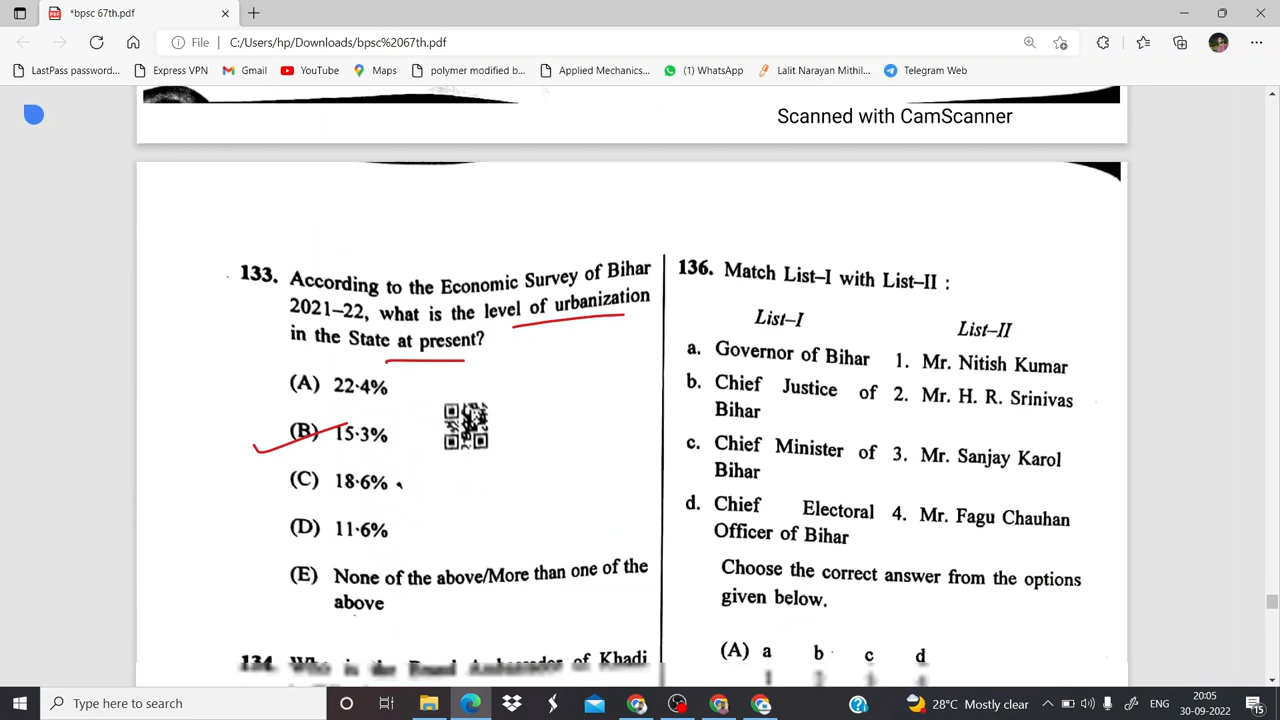 *bpsc 67th.pdf
File
C:/Users/hp/Downloads/bpsc%2067th.pdf
LastPass password...
Express VPN
Gmail
YouTube
Maps
polymer modified b...
Applied Mechanics...
(1) WhatsApp
Lalit Narayan Mithil...
Telegram Web
Scanned with CamScanner
133. According to the Economic Survey of Bihar
2021–22, what is the level of urbanization
in the State at present?
(A) 22·4%
(B) 15·3%
(C) 18·6%
(D) 11·6%
(E) None of the above/More than one of the
above
134.
of Khadi
136. Match List–I with List–II :
List–I
List–II
a. Governor of Bihar 1. Mr. Nitish Kumar
b. Chief Justice of 2. Mr. H. R. Srinivas
Bihar
c. Chief Minister of 3. Mr. Sanjay Karol
Bihar
d. Chief Electoral 4. Mr. Fagu Chauhan
Officer of Bihar
Choose the correct answer from the options
given below.
(A) a b c d
Type here to search
28°C Mostly clear
ENG
20:05
30-09-2022
15